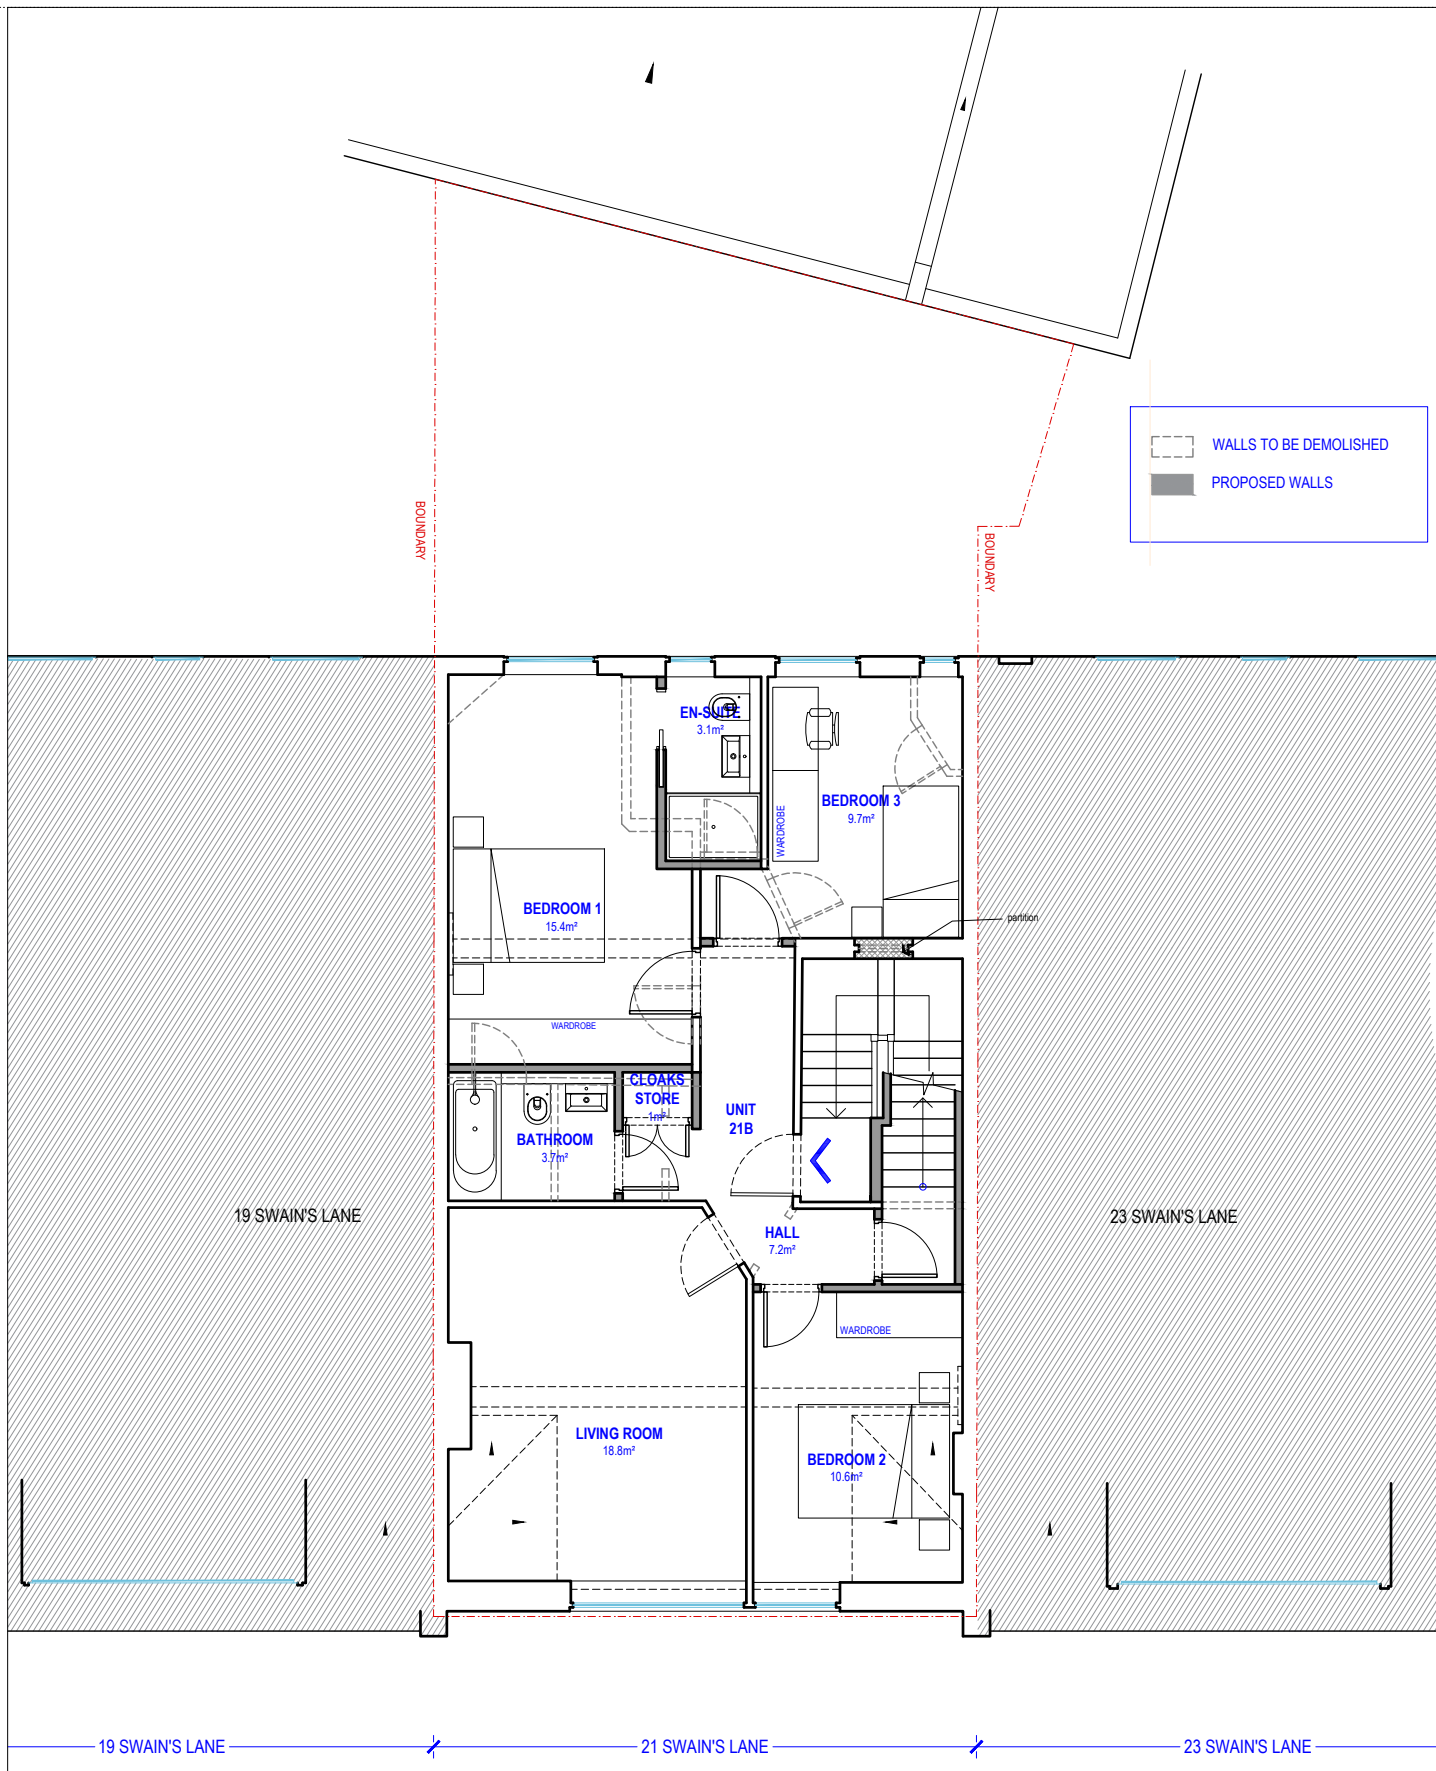 WALLS TO BE DEMOLISHED
PROPOSED WALLS
BOUNDARY
BOUNDARY
EN-SUITE
3.1m²
BEDROOM 3
9.7m²
WARDROBE
BEDROOM 1
15.4m²
partition
WARDROBE
CLOAKS
STORE
1m²
UNIT
21B
BATHROOM
3.7m²
19 SWAIN'S LANE
23 SWAIN'S LANE
HALL
7.2m²
WARDROBE
LIVING ROOM
18.8m²
BEDROOM 2
10.6m²
19 SWAIN'S LANE
21 SWAIN'S LANE
23 SWAIN'S LANE